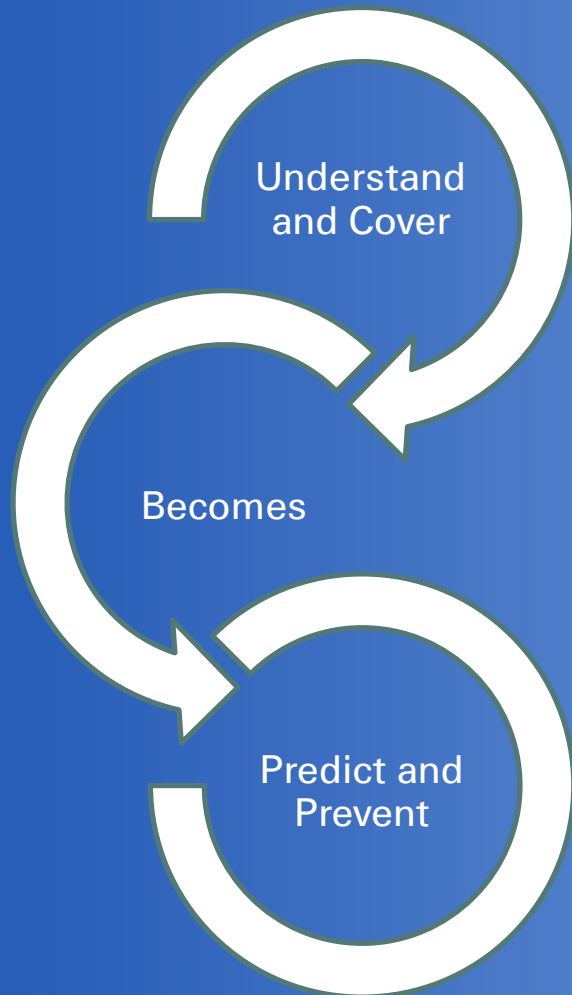 Understand
and Cover
Becomes
Predict and
Prevent